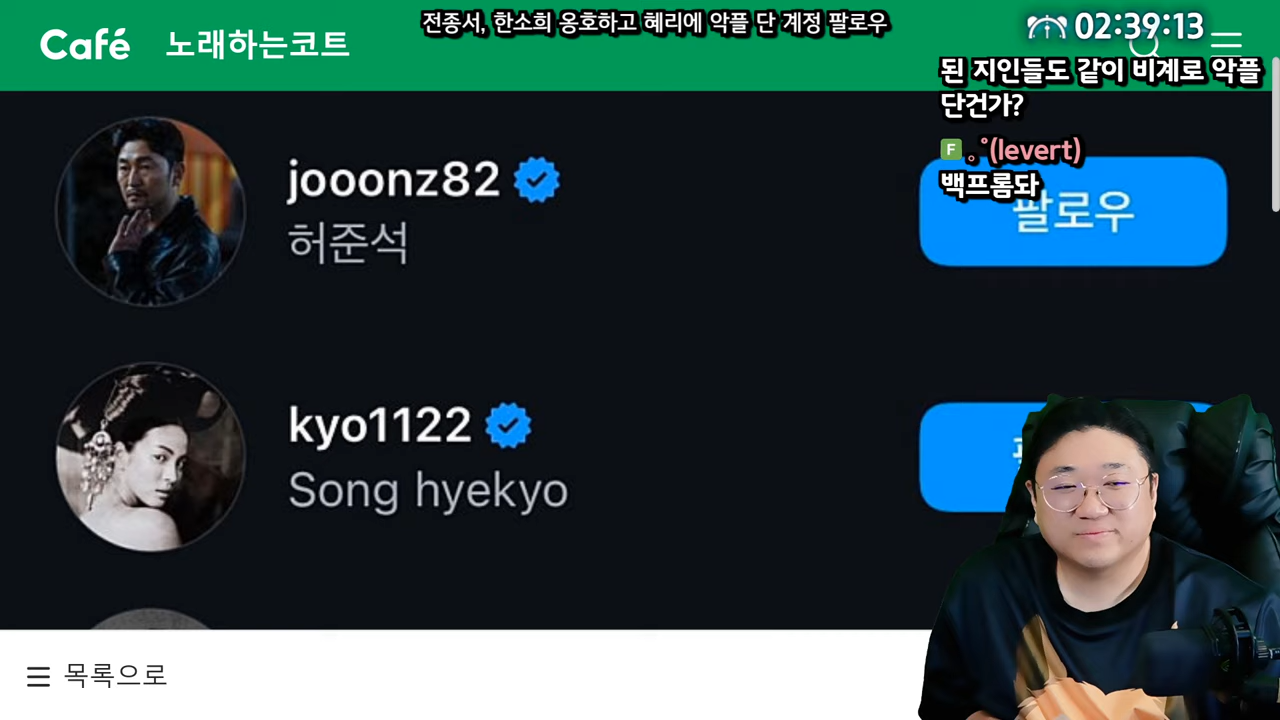 전종서, 한소희 옹호하고 혜리에 악플 단 계정 팔로우
Café 노래하는코트
02:39:13
된 지인들도 같이 비계로 악플
단건가?
F 。˚(levert)
백프롬돠
jooonz82
허준석
팔로우
kyo1122
Song hyekyo
목록으로